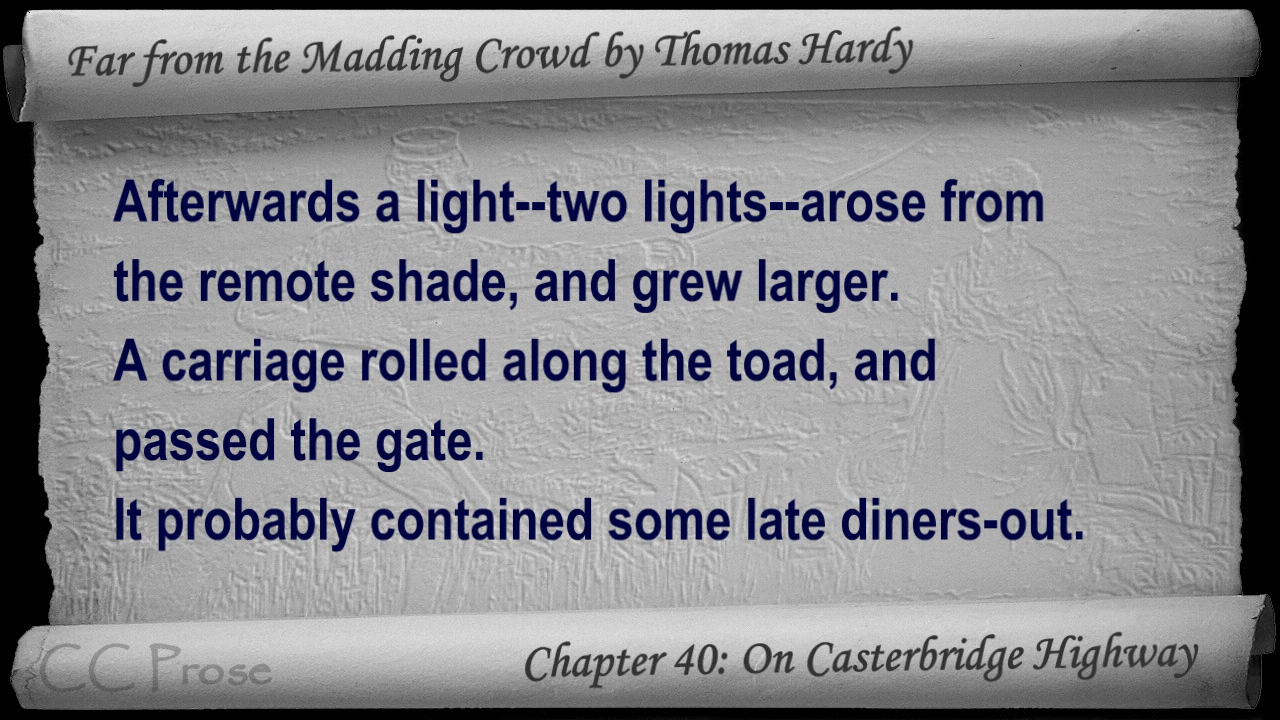 Far from the Madding Crowd by Thomas Hardy
Afterwards a light--two lights--arose from
the remote shade, and grew larger.
A carriage rolled along the toad, and
passed the gate.
It probably contained some late diners-out.
CC Prose
Chapter 40: On Casterbridge Highway